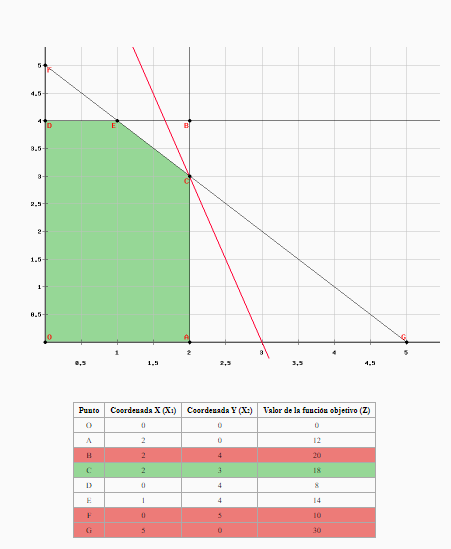 5
F
4,5
4
D
E
B
3,5
3
C
2,5
2
1,5
1
0,5
O
A
G
1
2
3
4
5
0,5
1,5
2,5
3,5
4,5
Punto Coordenada X (X₁) Coordenada Y (X₂) Valor de la función objetivo (Z)
O 0 0 0
A 2 0 12
B 2 4 20
C 2 3 18
D 0 4 8
E 1 4 14
F 0 5 10
G 5 0 30